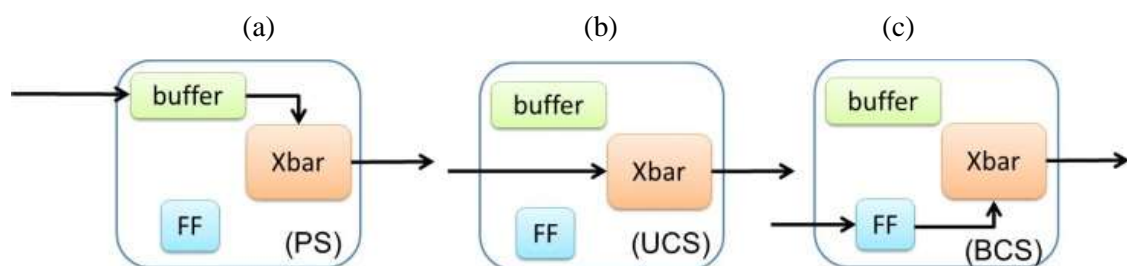 (a) (b) (c)
buffer buffer buffer
Xbar Xbar Xbar
FF FF FF
(PS) (UCS) (BCS)